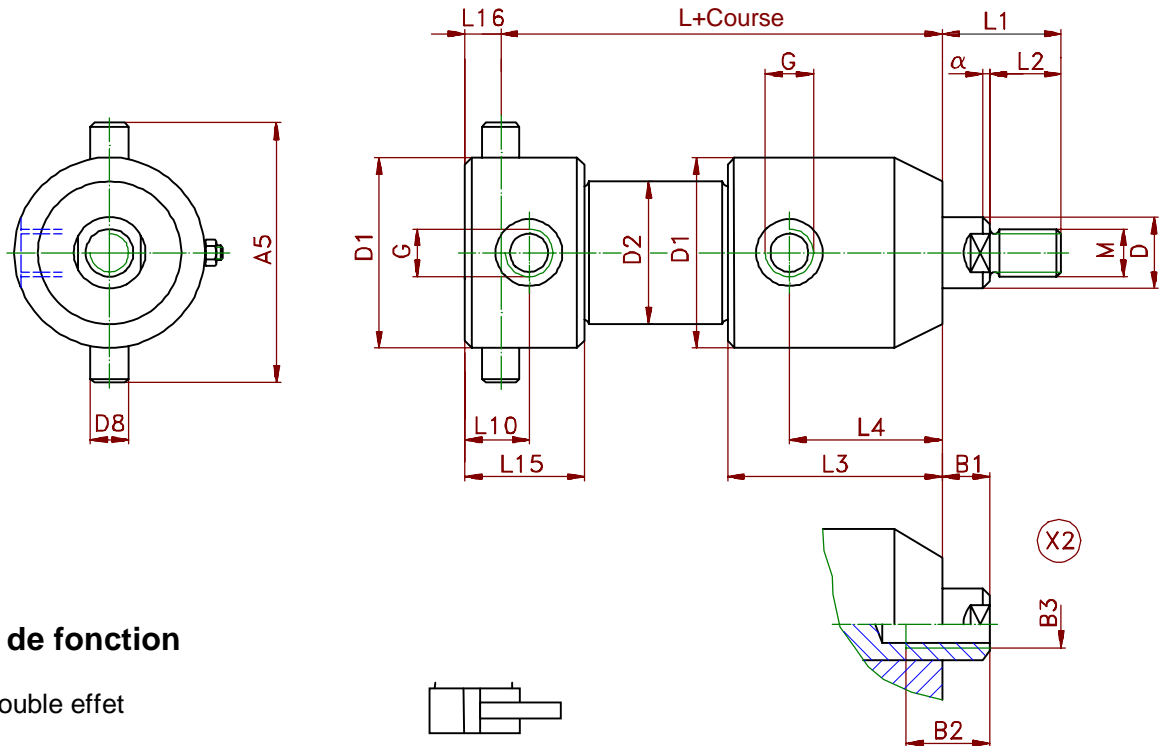 L16
L+Course
L1
G
α
L2
A5
D1
G
D2
D1
M
D
D8
L10
L4
L15
L3
B1
X2
B3
de fonction
ouble effet
B2